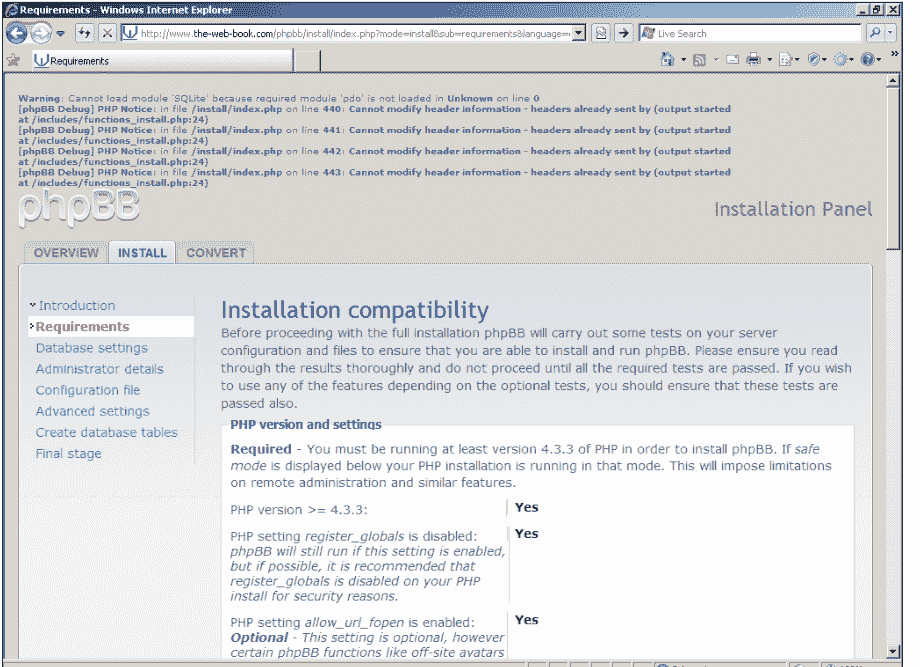 Requirements - Windows Internet Explorer
http://www.the-web-book.com/phpbb/install/index.php?mode=install&sub=requirements&language=
Live Search
Requirements
Warning: Cannot load module 'SQLite' because required module 'pdo' is not loaded in Unknown on line 0
[phpBB Debug] PHP Notice: in file /install/index.php on line 440: Cannot modify header information - headers already sent by (output started
at /includes/functions_install.php:24)
[phpBB Debug] PHP Notice: in file /install/index.php on line 441: Cannot modify header information - headers already sent by (output started
at /includes/functions_install.php:24)
[phpBB Debug] PHP Notice: in file /install/index.php on line 442: Cannot modify header information - headers already sent by (output started
at /includes/functions_install.php:24)
[phpBB Debug] PHP Notice: in file /install/index.php on line 443: Cannot modify header information - headers already sent by (output started
at /includes/functions_install.php:24)
phpBB
Installation Panel
OVERVIEW INSTALL CONVERT
Introduction
Requirements
Database settings
Administrator details
Configuration file
Advanced settings
Create database tables
Final stage
Installation compatibility
Before proceeding with the full installation phpBB will carry out some tests on your server
configuration and files to ensure that you are able to install and run phpBB. Please ensure you read
through the results thoroughly and do not proceed until all the required tests are passed. If you wish
to use any of the features depending on the optional tests, you should ensure that these tests are
passed also.
PHP version and settings
Required - You must be running at least version 4.3.3 of PHP in order to install phpBB. If safe
mode is displayed below your PHP installation is running in that mode. This will impose limitations
on remote administration and similar features.
PHP version >= 4.3.3:
Yes
PHP setting register_globals is disabled:
Yes
phpBB will still run if this setting is enabled,
but if possible, it is recommended that
register_globals is disabled on your PHP
install for security reasons.
PHP setting allow_url_fopen is enabled:
Yes
Optional - This setting is optional, however
certain phpBB functions like off-site avatars